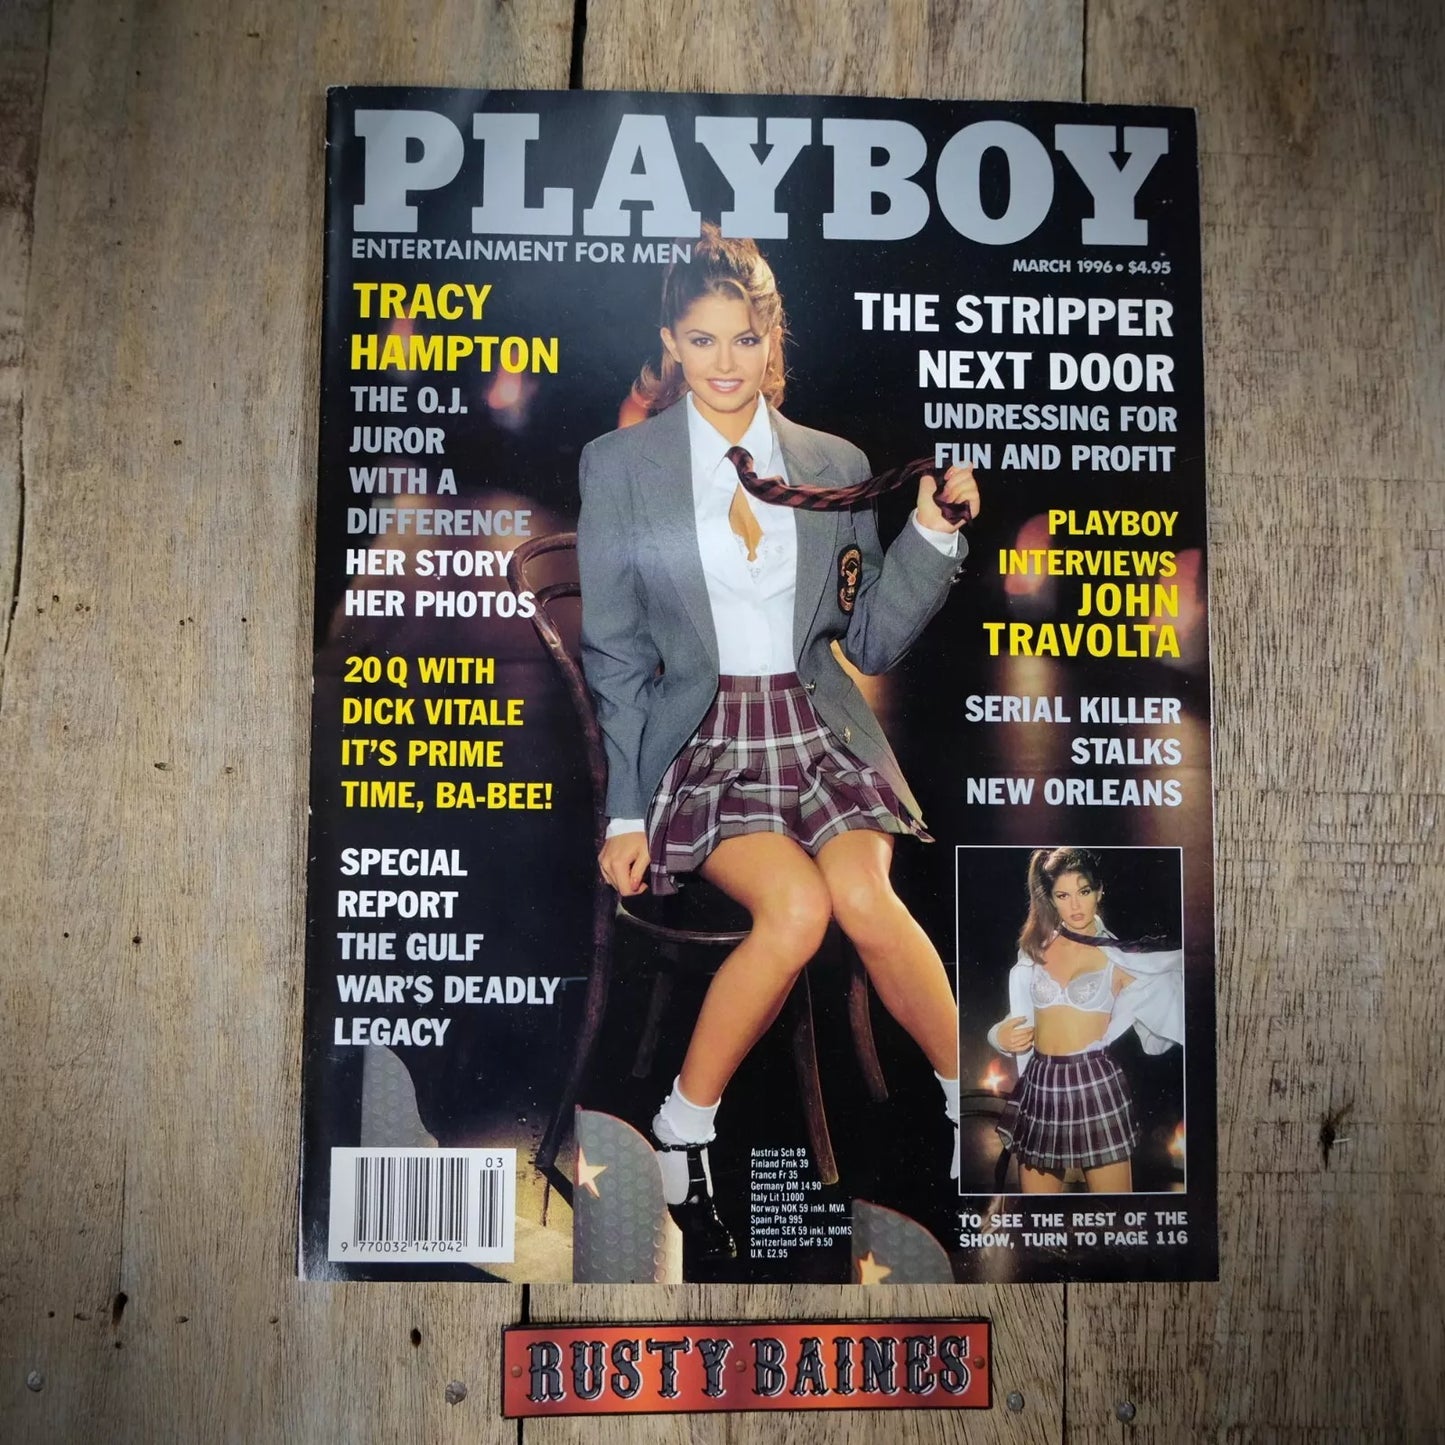 PLAYBOY
ENTERTAINMENT FOR MEN
MARCH 1996 • $4.95
TRACY
HAMPTON
THE O.J.
JUROR
WITH A
DIFFERENCE
HER STORY
HER PHOTOS
20 Q WITH
DICK VITALE
IT'S PRIME
TIME, BA-BEE!
SPECIAL
REPORT
THE GULF
WAR'S DEADLY
LEGACY
THE STRIPPER
NEXT DOOR
UNDRESSING FOR
FUN AND PROFIT
PLAYBOY
INTERVIEWS
JOHN
TRAVOLTA
SERIAL KILLER
STALKS
NEW ORLEANS
TO SEE THE REST OF THE
SHOW, TURN TO PAGE 116
Austria Sch 89
Finland Fmk 39
France Fr 35
Germany DM 14.90
Italy Lit 11000
Norway NOK 59 inkl. MVA
Spain Pta 995
Sweden SEK 59 inkl. MOMS
Switzerland SwF 9.50
U.K. £2.95
03
9 770032 147042
RUSTY BAINES